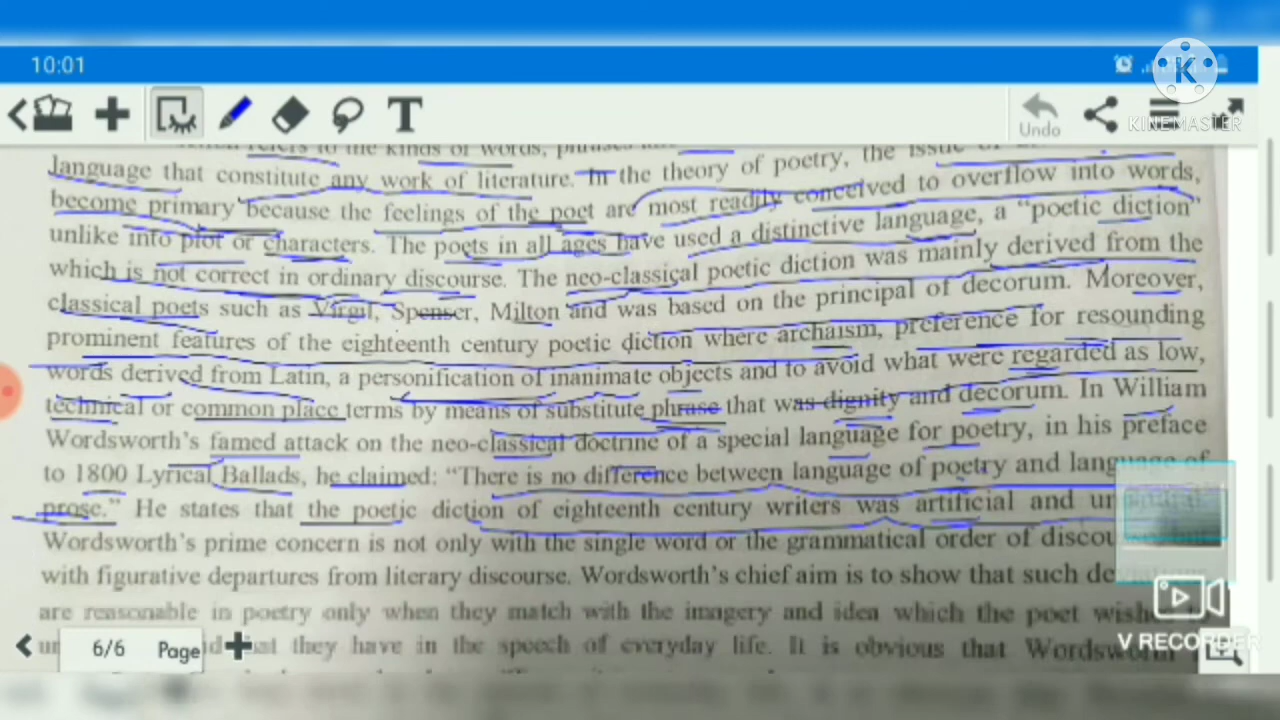 10:01
KINEMASTER
T
Undo
refers to the kinds of words,
language that constitute any work of literature. In the theory of poetry, the issue
become primary because the feelings of the poet are most readily conceived to overflow into words,
unlike into plot or characters. The poets in all ages have used a distinctive language, a "poetic diction"
which is not correct in ordinary discourse. The neo-classical poetic diction was mainly derived from the
classical poets such as Virgil, Spenser, Milton and was based on the principal of decorum. Moreover,
prominent features of the eighteenth century poetic diction where archaism, preference for resounding
words derived from Latin, a personification of inanimate objects and to avoid what were regarded as low,
technical or common place terms by means of substitute phrase that was dignity and decorum. In William
Wordsworth's famed attack on the neo-classical doctrine of a special language for poetry, in his preface
to 1800 Lyrical Ballads, he claimed: "There is no difference between language of poetry and language of
prose." He states that the poetic diction of eighteenth century writers was artificial and
Wordsworth's prime concern is not only with the single word or the grammatical order of
with figurative departures from literary discourse. Wordsworth's chief aim is to show that such
are reasonable in poetry only when they match with the imagery and idea which the poet
they have in the speech of everyday life. It is obvious that
6/6 Page
V RECORDER